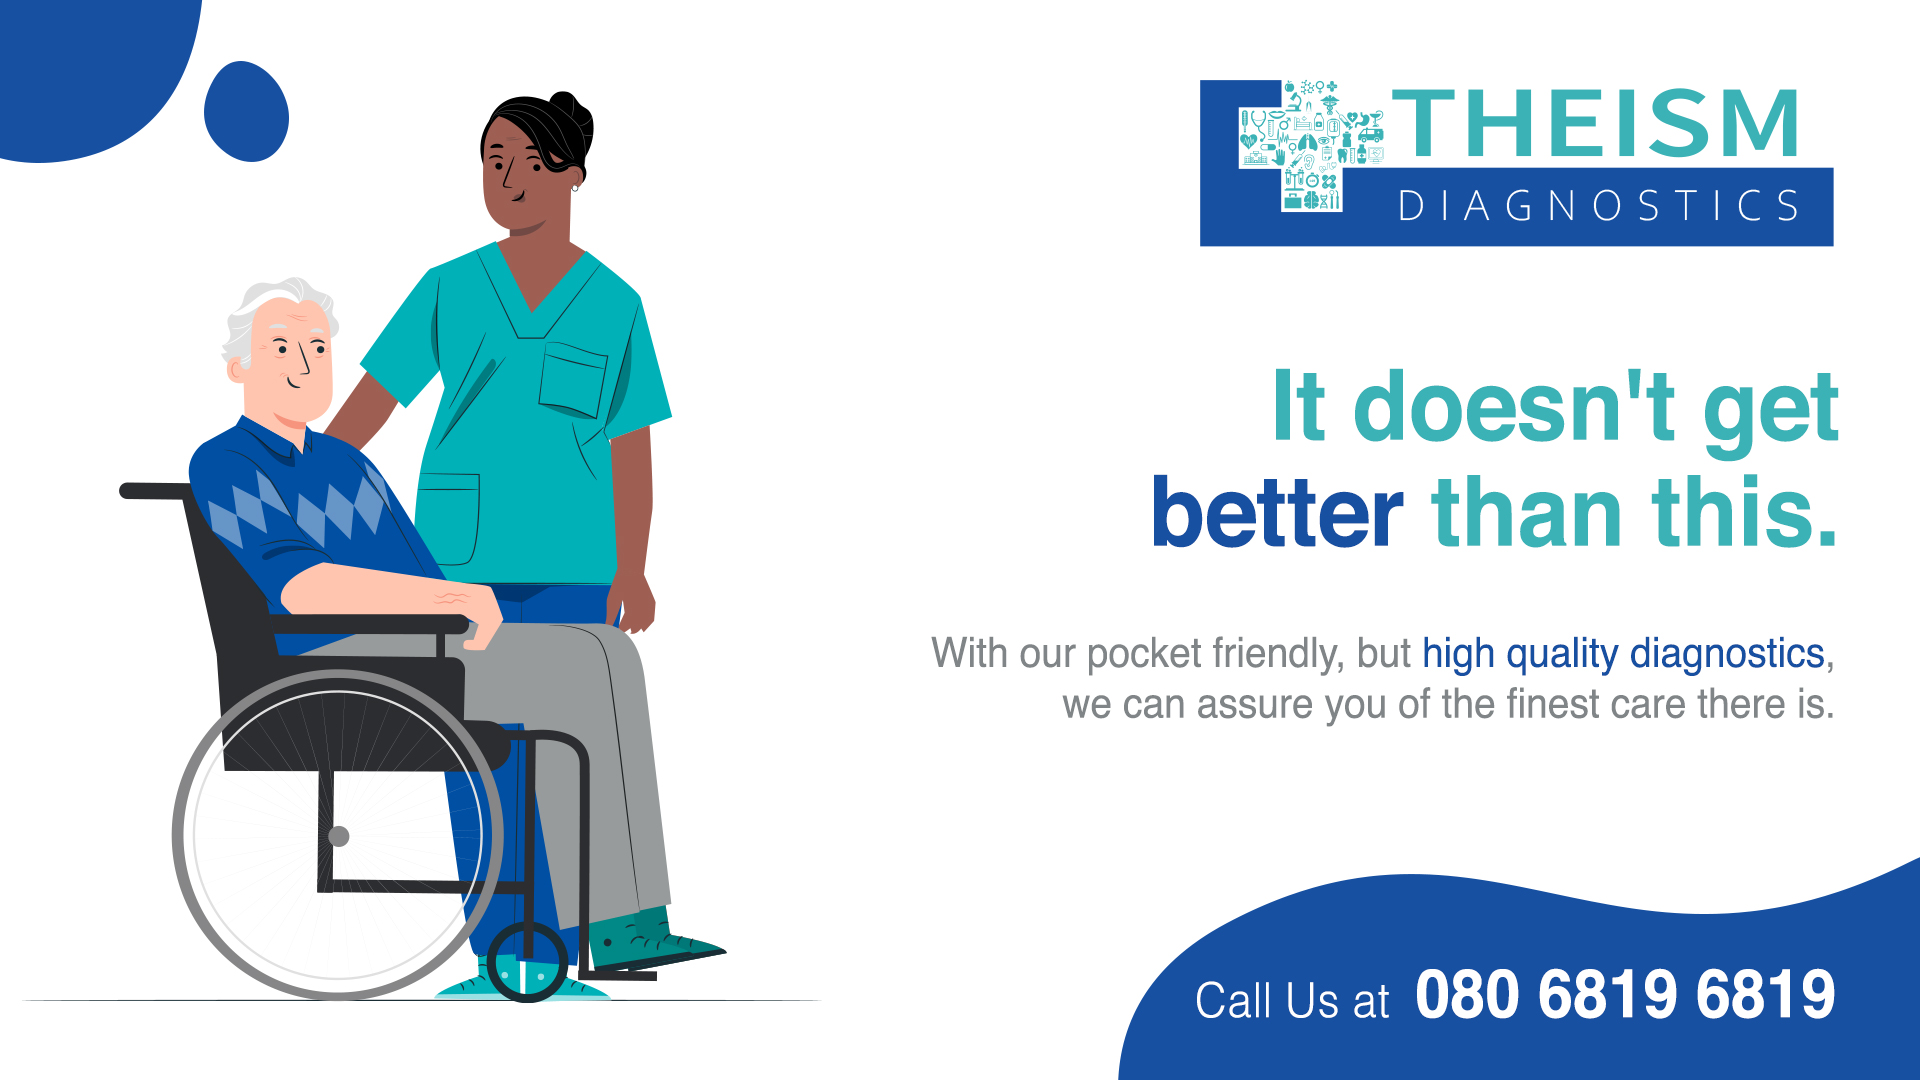 THEISM
DIAGNOSTICS
It doesn't get
better than this.
With our pocket friendly, but high quality diagnostics,
we can assure you of the finest care there is.
Call Us at 080 6819 6819